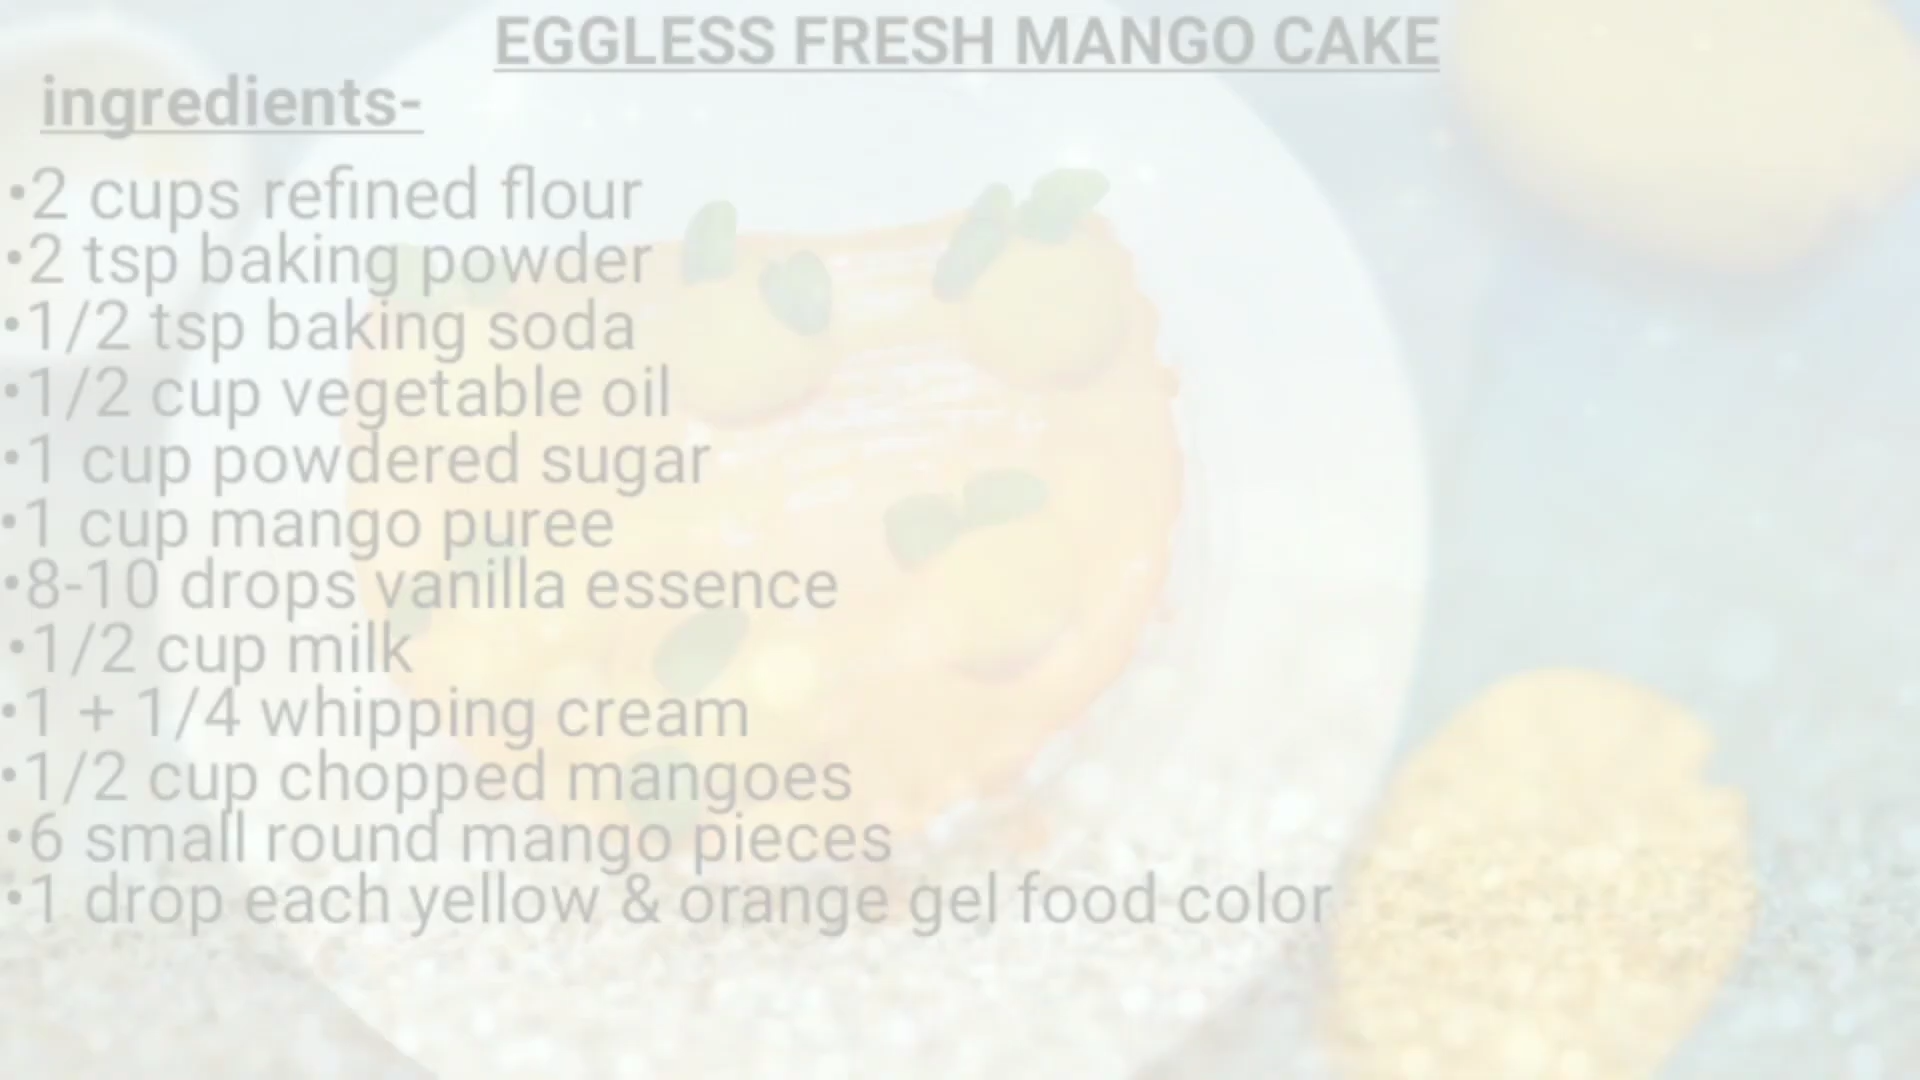 EGGLESS FRESH MANGO CAKE
ingredients-
•2 cups refined flour
•2 tsp baking powder
•1/2 tsp baking soda
•1/2 cup vegetable oil
•1 cup powdered sugar
•1 cup mango puree
•8-10 drops vanilla essence
•1/2 cup milk
•1 + 1/4 whipping cream
•1/2 cup chopped mangoes
•6 small round mango pieces
•1 drop each yellow & orange gel food color